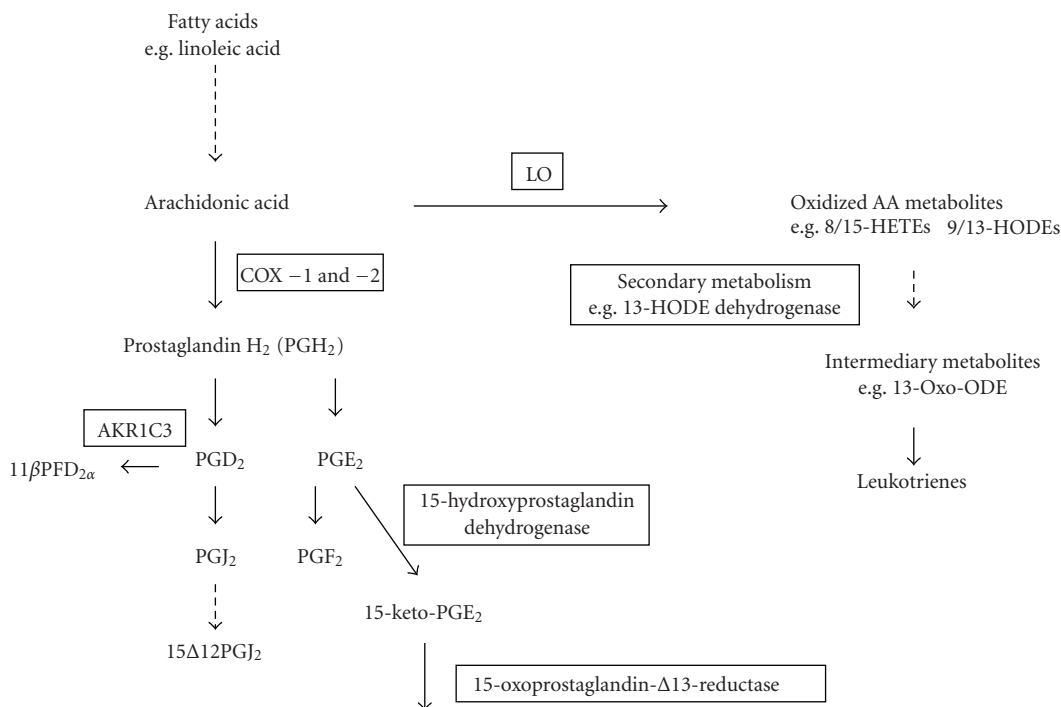 Fatty acids
e.g. linoleic acid
LO
Arachidonic acid
Oxidized AA metabolites
e.g. 8/15-HETEs 9/13-HODEs
COX −1 and −2
Secondary metabolism
e.g. 13-HODE dehydrogenase
Prostaglandin H₂ (PGH₂)
Intermediary metabolites
e.g. 13-Oxo-ODE
AKR1C3
11βPFD₂α
PGD₂
PGE₂
Leukotrienes
15-hydroxyprostaglandin
dehydrogenase
PGJ₂
PGF₂
15-keto-PGE₂
15Δ12PGJ₂
15-oxoprostaglandin-Δ13-reductase